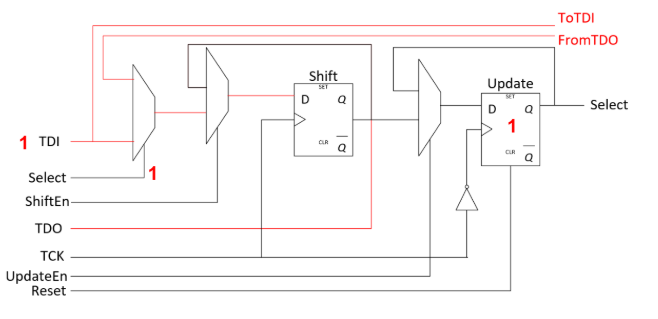 ToTDI
FromTDO
Shift
SET
D Q
CLR Q
Update
SET
D Q
1
CLR Q
Select
1 TDI
Select 1
ShiftEn
TDO
TCK
UpdateEn
Reset